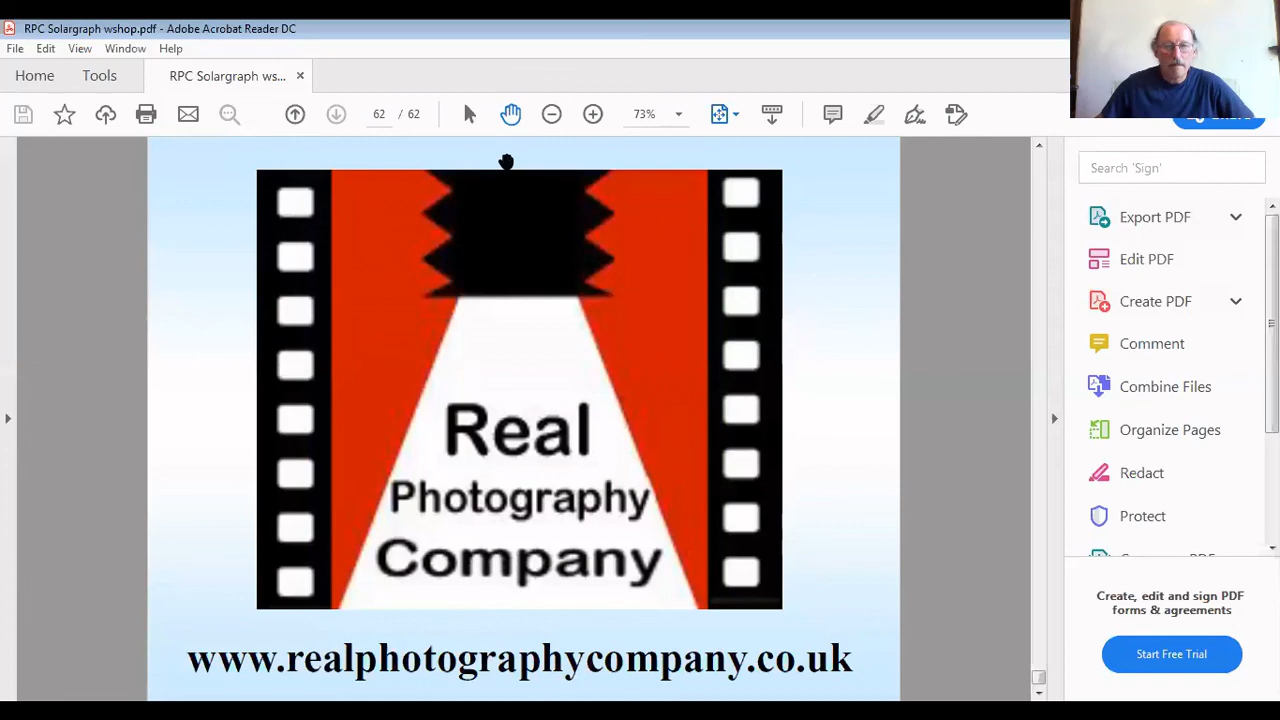 RPC Solargraph wshop.pdf - Adobe Acrobat Reader DC
File Edit View Window Help
Home Tools RPC Solargraph ws... ×
62 / 62 73%
Search 'Sign'
Export PDF
Edit PDF
Create PDF
Comment
Combine Files
Organize Pages
Redact
Protect
Create, edit and sign PDF
forms & agreements
Start Free Trial
Real
Photography
Company
www.realphotographycompany.co.uk